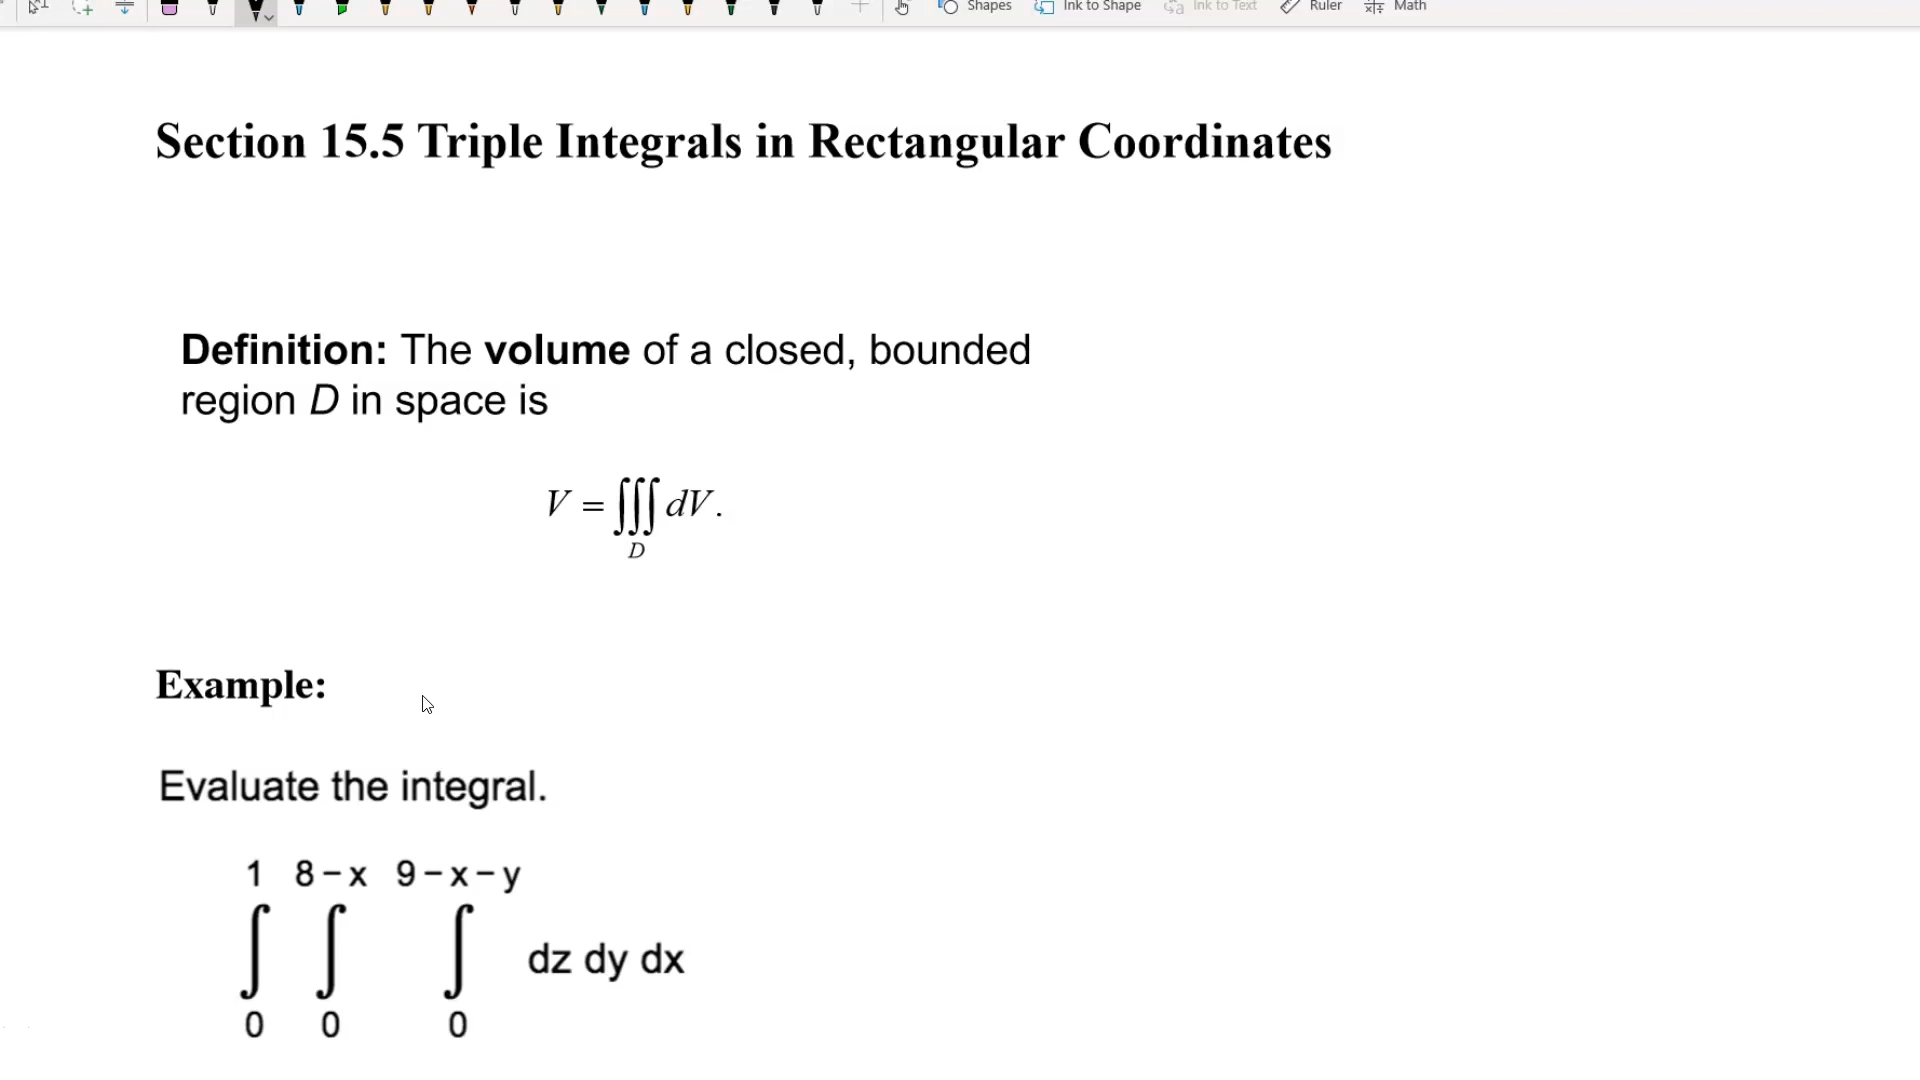 Shapes Ink to Shape Ink to Text Ruler Math
Section 15.5 Triple Integrals in Rectangular Coordinates
Definition: The volume of a closed, bounded
region D in space is
V = ∭ dV.
D
Example:
Evaluate the integral.
1 8 − x 9 − x − y
∫ ∫ ∫ dz dy dx
0 0 0